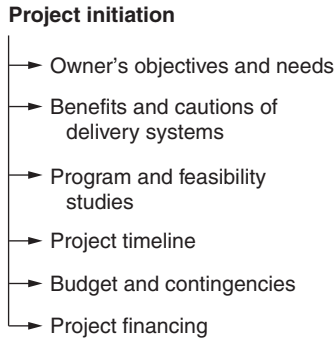 Project initiation
Owner’s objectives and needs
Benefits and cautions of
delivery systems
Program and feasibility
studies
Project timeline
Budget and contingencies
Project financing